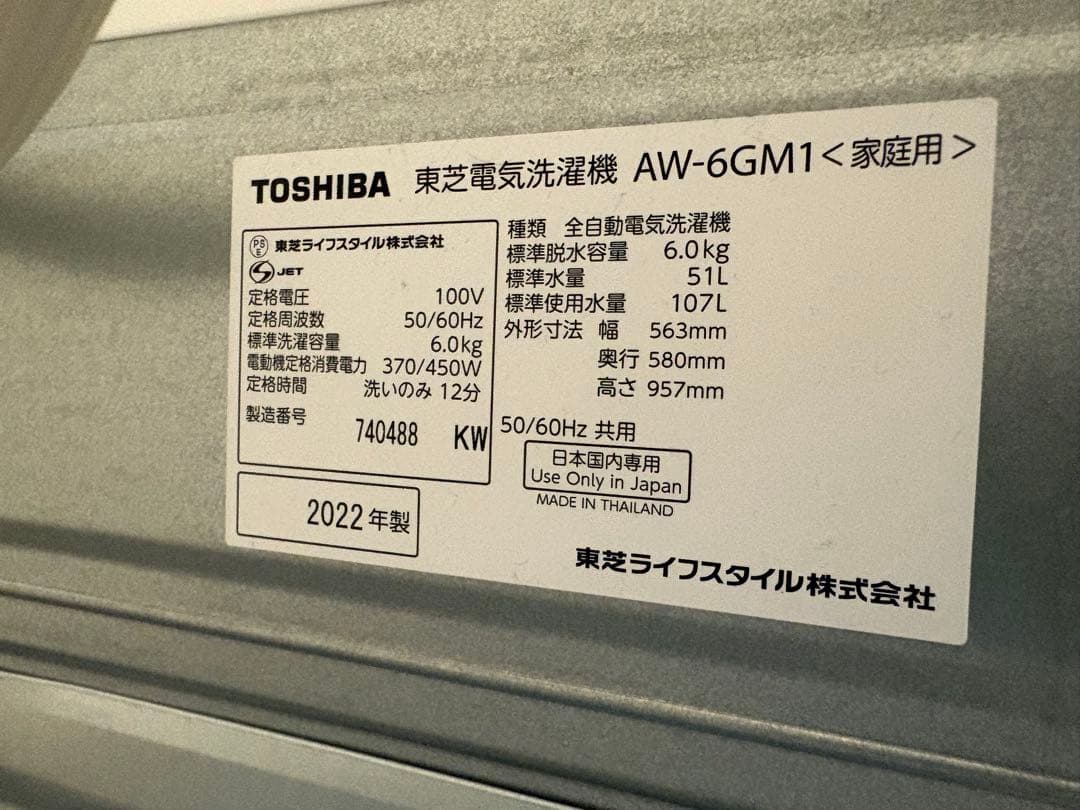 TOSHIBA 東芝電気洗濯機 AW-6GM1<家庭用>
PS E 東芝ライフスタイル株式会社
S JET
定格電圧 100V
定格周波数 50/60Hz
標準洗濯容量 6.0kg
電動機定格消費電力 370/450W
定格時間 洗いのみ 12分
製造番号 740488 KW
2022年製
種類 全自動電気洗濯機
標準脱水容量 6.0kg
標準水量 51L
標準使用水量 107L
外形寸法 幅 563mm
奥行 580mm
高さ 957mm
50/60Hz 共用
日本国内専用
Use Only in Japan
MADE IN THAILAND
東芝ライフスタイル株式会社